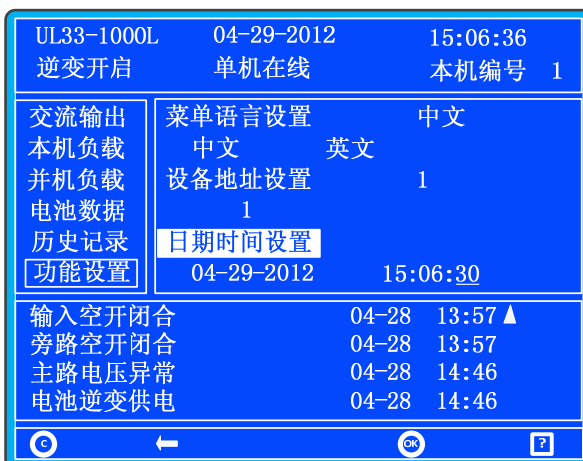 UL33-1000L 04-29-2012 15:06:36
逆变开启 单机在线 本机编号 1
交流输出 菜单语言设置 中文
本机负载 中文 英文
并机负载 设备地址设置 1
电池数据 1
历史记录 日期时间设置
功能设置 04-29-2012 15:06:30
输入空开闭合 04-28 13:57
旁路空开闭合 04-28 13:57
主路电压异常 04-28 14:46
电池逆变供电 04-28 14:46
C OK ?